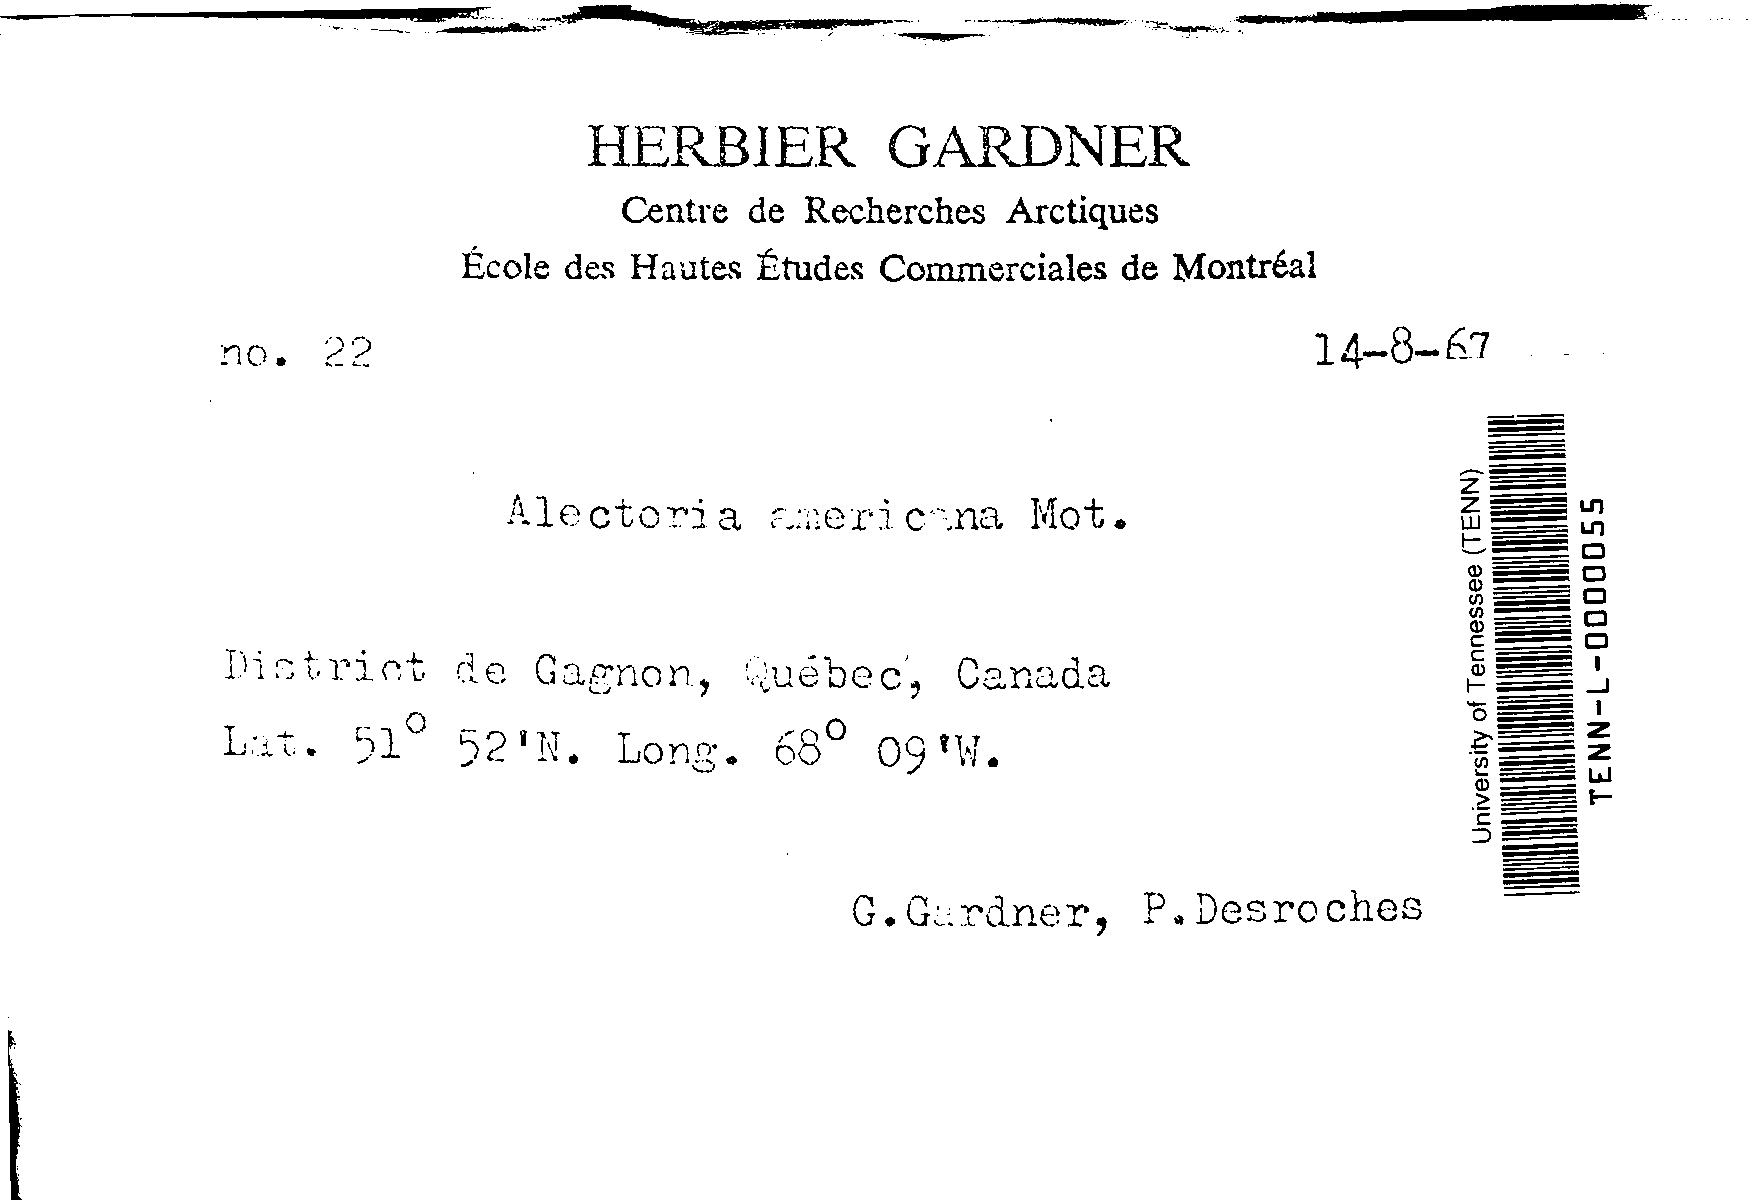 HERBIER GARDNER
Centre de Recherches Arctiques
École des Hautes Études Commerciales de Montréal
no. 22
14-8-67
Alectoria americana Mot.
District de Gagnon, Québec, Canada
Lat. 51° 52'N. Long. 68° 09'W.
G.Gardner, P.Desroches
University of Tennessee (TENN)
TENN-L-0000055